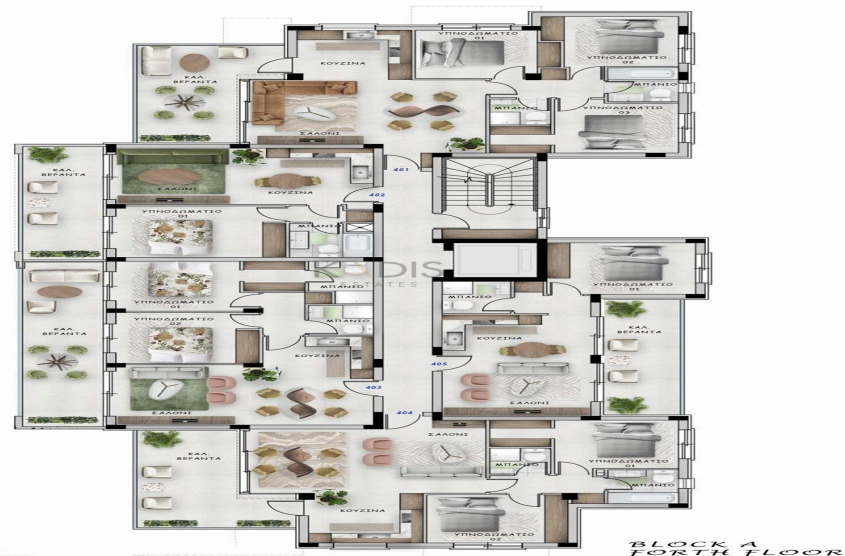 ΥΠΝΟΔΩΜΑΤΙΟ
01
ΥΠΝΟΔΩΜΑΤΙΟ
02
ΚΟΥΖΙΝΑ
ΚΑΛ.
ΒΕΡΑΝΤΑ
ΜΠΑΝΙΟ
ΜΠΑΝΙΟ
ΥΠΝΟΔΩΜΑΤΙΟ
03
ΣΑΛΟΝΙ
401
ΚΑΛ.
ΒΕΡΑΝΤΑ
ΣΑΛΟΝΙ
ΚΟΥΖΙΝΑ
402
ΥΠΝΟΔΩΜΑΤΙΟ
01
ΜΠΑΝΙΟ
KADIS
ESTATES
ΚΑΛ.
ΒΕΡΑΝΤΑ
ΥΠΝΟΔΩΜΑΤΙΟ
01
ΜΠΑΝΙΟ
ΜΠΑΝΙΟ
ΥΠΝΟΔΩΜΑΤΙΟ
01
ΥΠΝΟΔΩΜΑΤΙΟ
02
ΜΠΑΝΙΟ
ΚΟΥΖΙΝΑ
ΚΑΛ.
ΒΕΡΑΝΤΑ
ΚΟΥΖΙΝΑ
405
403
ΣΑΛΟΝΙ
ΣΑΛΟΝΙ
404
ΣΑΛΟΝΙ
ΚΑΛ.
ΒΕΡΑΝΤΑ
ΜΠΑΝΙΟ
ΥΠΝΟΔΩΜΑΤΙΟ
01
ΜΠΑΝΙΟ
ΚΟΥΖΙΝΑ
ΥΠΝΟΔΩΜΑΤΙΟ
02
BLOCK A
FORTH FLOOR